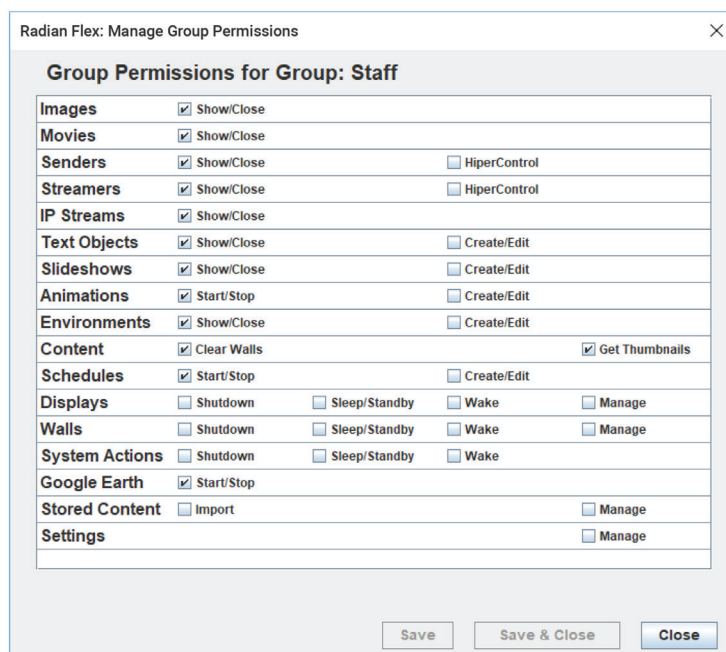 Radian Flex: Manage Group Permissions
Group Permissions for Group: Staff
Images Show/Close
Movies Show/Close
Senders Show/Close HiperControl
Streamers Show/Close HiperControl
IP Streams Show/Close
Text Objects Show/Close Create/Edit
Slideshows Show/Close Create/Edit
Animations Start/Stop Create/Edit
Environments Show/Close Create/Edit
Content Clear Walls Get Thumbnails
Schedules Start/Stop Create/Edit
Displays Shutdown Sleep/Standby Wake Manage
Walls Shutdown Sleep/Standby Wake Manage
System Actions Shutdown Sleep/Standby Wake
Google Earth Start/Stop
Stored Content Import Manage
Settings Manage
Save Save & Close Close